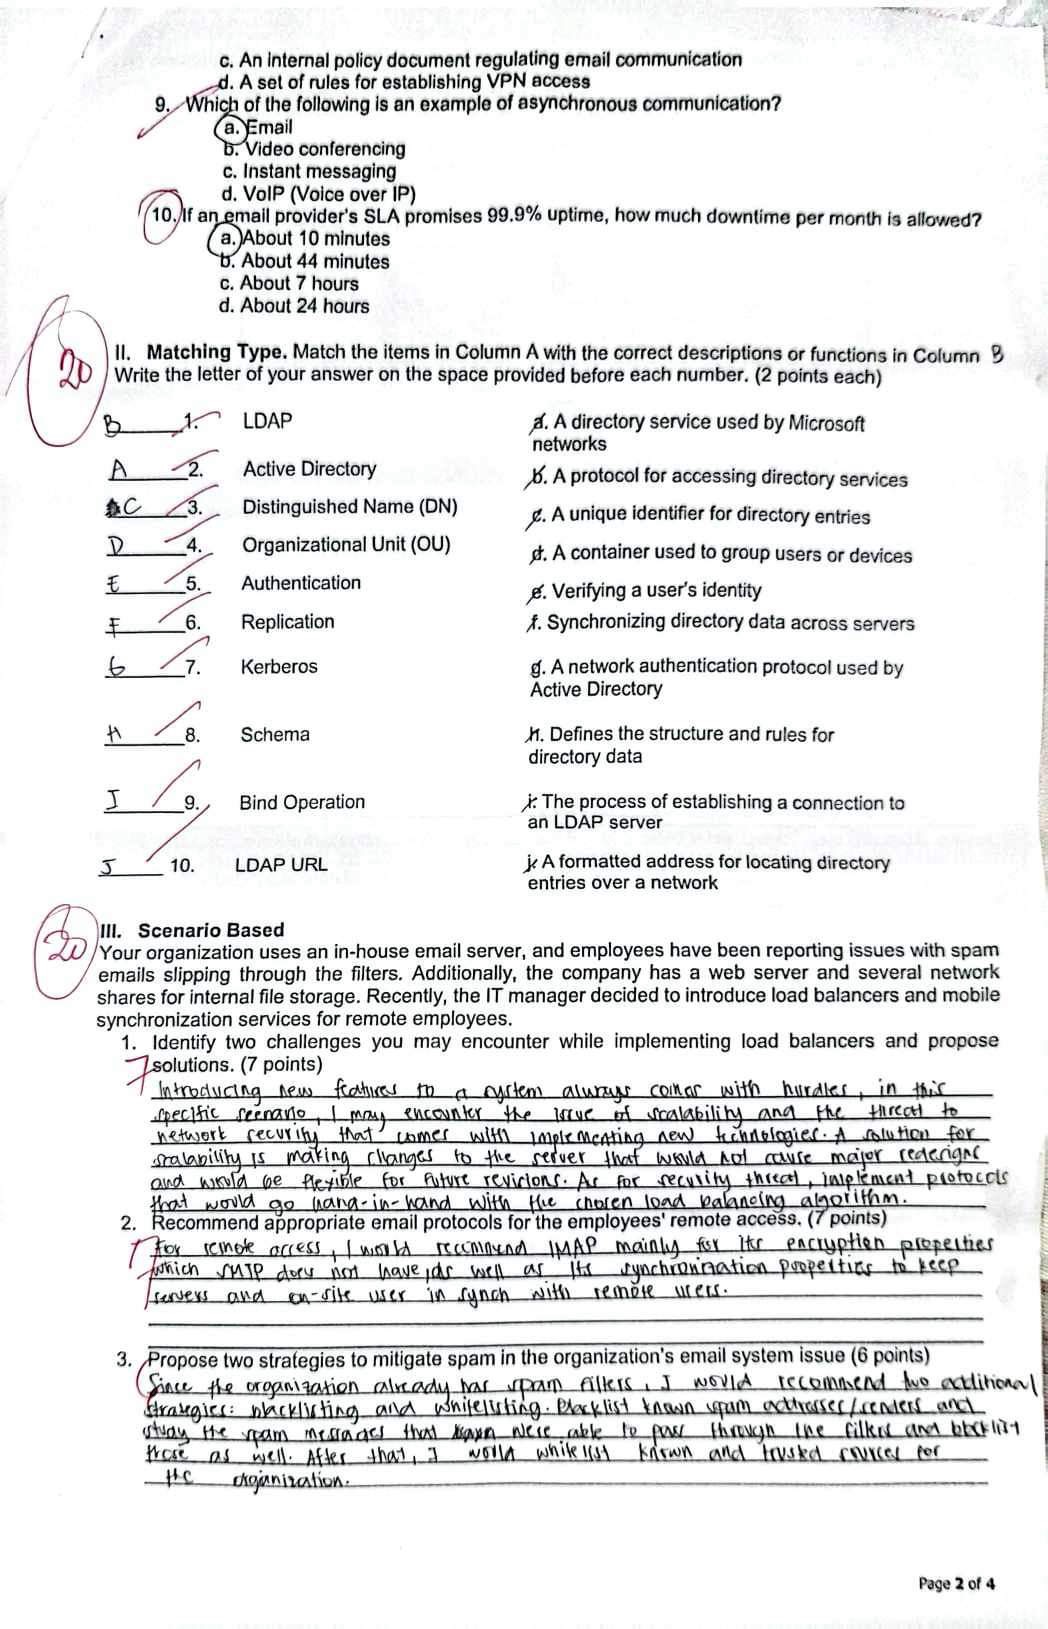 c. An internal policy document regulating email communication
d. A set of rules for establishing VPN access
9. Which of the following is an example of asynchronous communication?
a. Email
b. Video conferencing
c. Instant messaging
d. VoIP (Voice over IP)
10. If an email provider's SLA promises 99.9% uptime, how much downtime per month is allowed?
a. About 10 minutes
b. About 44 minutes
c. About 7 hours
d. About 24 hours
20
II. Matching Type. Match the items in Column A with the correct descriptions or functions in Column B
Write the letter of your answer on the space provided before each number. (2 points each)
B 1. LDAP a. A directory service used by Microsoft
networks
A 2. Active Directory b. A protocol for accessing directory services
C 3. Distinguished Name (DN) c. A unique identifier for directory entries
D 4. Organizational Unit (OU) d. A container used to group users or devices
E 5. Authentication e. Verifying a user's identity
F 6. Replication f. Synchronizing directory data across servers
G 7. Kerberos g. A network authentication protocol used by
Active Directory
H 8. Schema h. Defines the structure and rules for
directory data
I 9. Bind Operation i. The process of establishing a connection to
an LDAP server
J 10. LDAP URL j. A formatted address for locating directory
entries over a network
20
III. Scenario Based
Your organization uses an in-house email server, and employees have been reporting issues with spam
emails slipping through the filters. Additionally, the company has a web server and several network
shares for internal file storage. Recently, the IT manager decided to introduce load balancers and mobile
synchronization services for remote employees.
1. Identify two challenges you may encounter while implementing load balancers and propose
7 solutions. (7 points)
Introducing new features to a system always comes with hurdles, in this
specific scenario, I may encounter the issue of scalability and the threat to
network security that comes with implementing new technologies. A solution for
scalability is making changes to the server that would not cause major redesigns
and would be flexible for future revisions. As for security threat, implement protocols
that would go hand-in-hand with the chosen load balancing algorithm.
2. Recommend appropriate email protocols for the employees' remote access. (7 points)
7 For remote access, I would recommend IMAP mainly for its encryption properties
which SMTP does not have, as well as its synchronization properties to keep
servers and on-site user in synch with remote users.
3. Propose two strategies to mitigate spam in the organization's email system issue (6 points)
Since the organization already has spam filters, I would recommend two additional
strategies: blacklisting and whitelisting. Blacklist known spam addresses/senders and
study the spam messages that were able to pass through the filters and blacklist
those as well. After that, I would whitelist known and trusted sources for
the organization.
Page 2 of 4